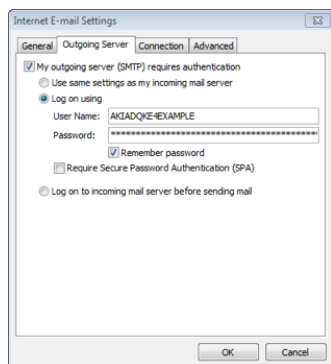 Internet E-mail Settings
General Outgoing Server Connection Advanced
My outgoing server (SMTP) requires authentication
Use same settings as my incoming mail server
Log on using
User Name: AKIADQKE4EXAMPLE
Password: ********************************************
Remember password
Require Secure Password Authentication (SPA)
Log on to incoming mail server before sending mail
OK Cancel